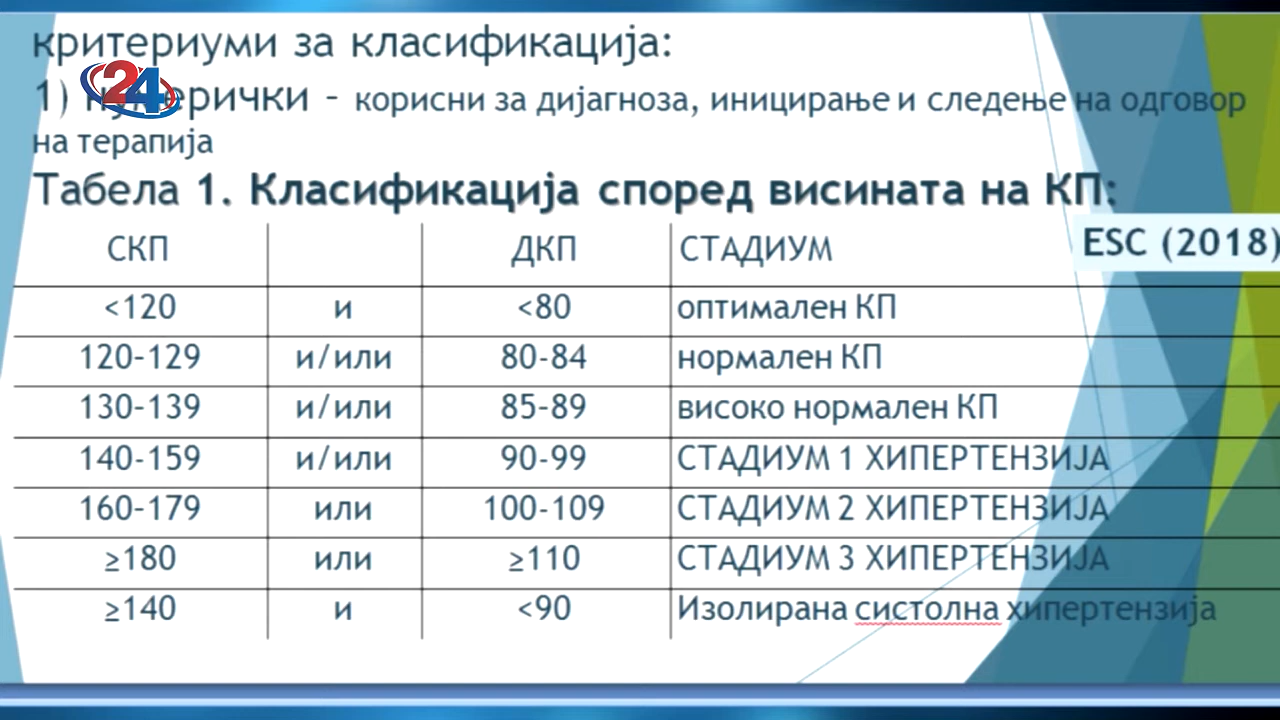 критериуми за класификација:
24
1) нумерички - корисни за дијагноза, иницирање и следење на одговор
на терапија
Табела 1. Класификација според висината на КП:
ESC (2018)
СКП ДКП СТАДИУМ
<120 и <80 оптимален КП
120-129 и/или 80-84 нормален КП
130-139 и/или 85-89 високо нормален КП
140-159 и/или 90-99 СТАДИУМ 1 ХИПЕРТЕНЗИЈА
160-179 или 100-109 СТАДИУМ 2 ХИПЕРТЕНЗИЈА
≥180 или ≥110 СТАДИУМ 3 ХИПЕРТЕНЗИЈА
≥140 и <90 Изолирана систолна хипертензија